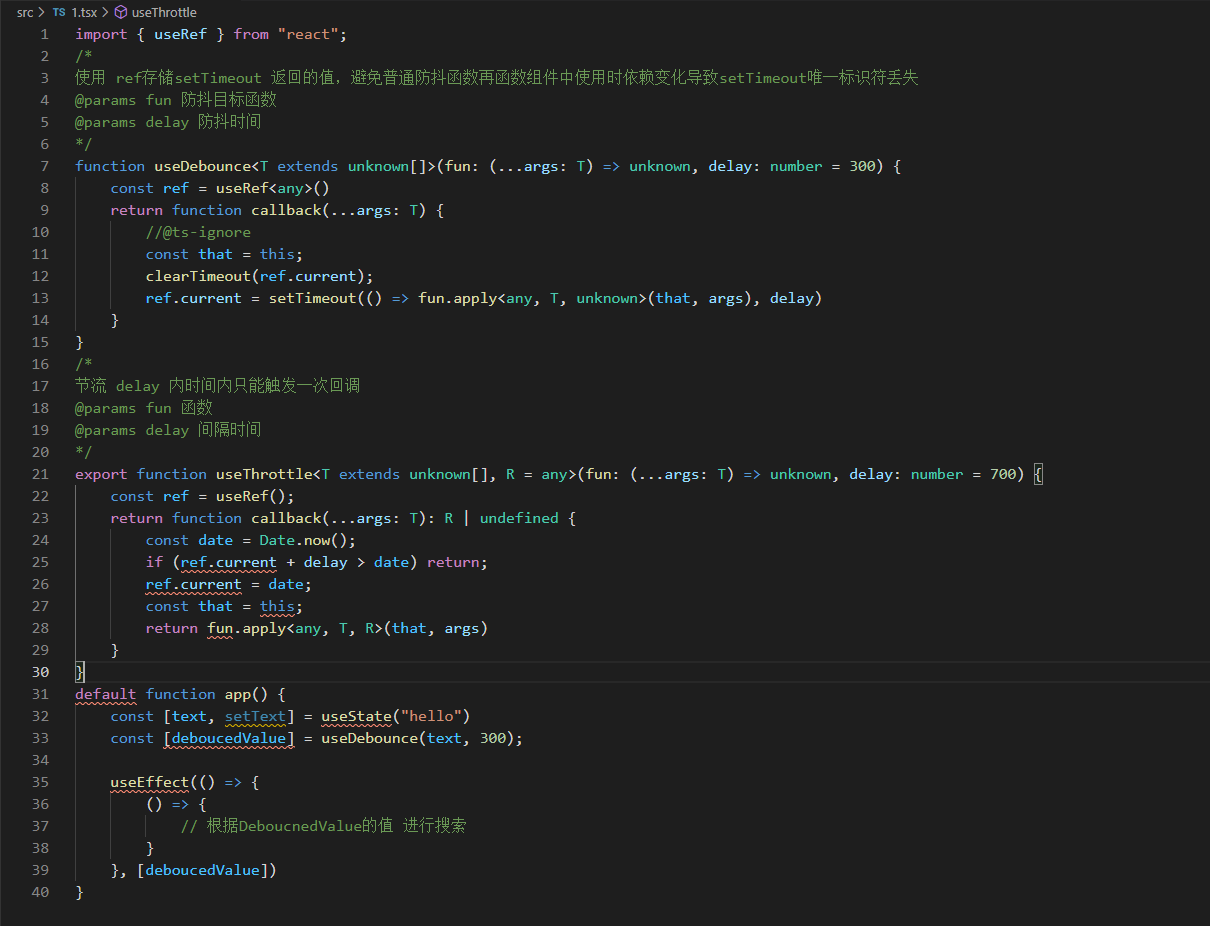 src > TS 1.tsx > useThrottle
1 import { useRef } from "react";
2 /*
3 使用 ref存储setTimeout 返回的值，避免普通防抖函数再函数组件中使用时依赖变化导致setTimeout唯一标识符丢失
4 @params fun 防抖目标函数
5 @params delay 防抖时间
6 */
7 function useDebounce<T extends unknown[]>(fun: (...args: T) => unknown, delay: number = 300) {
8 const ref = useRef<any>()
9 return function callback(...args: T) {
10 //@ts-ignore
11 const that = this;
12 clearTimeout(ref.current);
13 ref.current = setTimeout(() => fun.apply<any, T, unknown>(that, args), delay)
14 }
15 }
16 /*
17 节流 delay 内时间内只能触发一次回调
18 @params fun 函数
19 @params delay 间隔时间
20 */
21 export function useThrottle<T extends unknown[], R = any>(fun: (...args: T) => unknown, delay: number = 700) {
22 const ref = useRef();
23 return function callback(...args: T): R | undefined {
24 const date = Date.now();
25 if (ref.current + delay > date) return;
26 ref.current = date;
27 const that = this;
28 return fun.apply<any, T, R>(that, args)
29 }
30 }
31 default function app() {
32 const [text, setText] = useState("hello")
33 const [deboucedValue] = useDebounce(text, 300);
34
35 useEffect(() => {
36 () => {
37 // 根据DeboucnedValue的值 进行搜索
38 }
39 }, [deboucedValue])
40 }